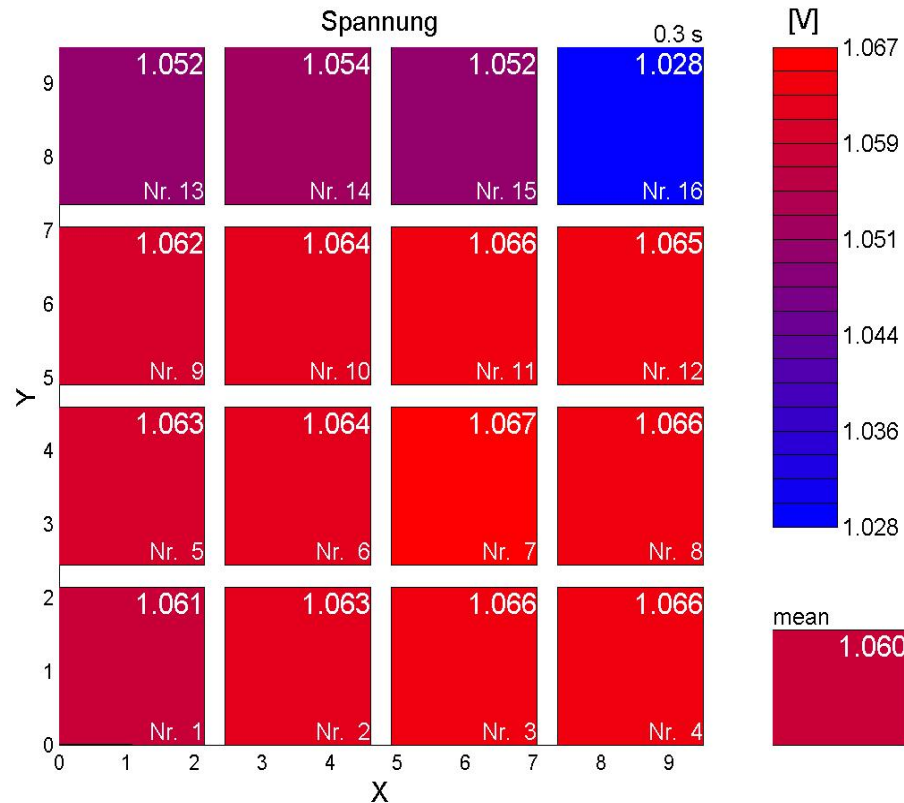 Spannung
0.3 s
[V]
9
8
7
6
5
4
3
2
1
0
Y
1.052
1.054
1.052
1.028
Nr. 13
Nr. 14
Nr. 15
Nr. 16
1.062
1.064
1.066
1.065
Nr. 9
Nr. 10
Nr. 11
Nr. 12
1.063
1.064
1.067
1.066
Nr. 5
Nr. 6
Nr. 7
Nr. 8
1.061
1.063
1.066
1.066
Nr. 1
Nr. 2
Nr. 3
Nr. 4
0
1
2
3
4
5
6
7
8
9
X
1.067
1.059
1.051
1.044
1.036
1.028
mean
1.060